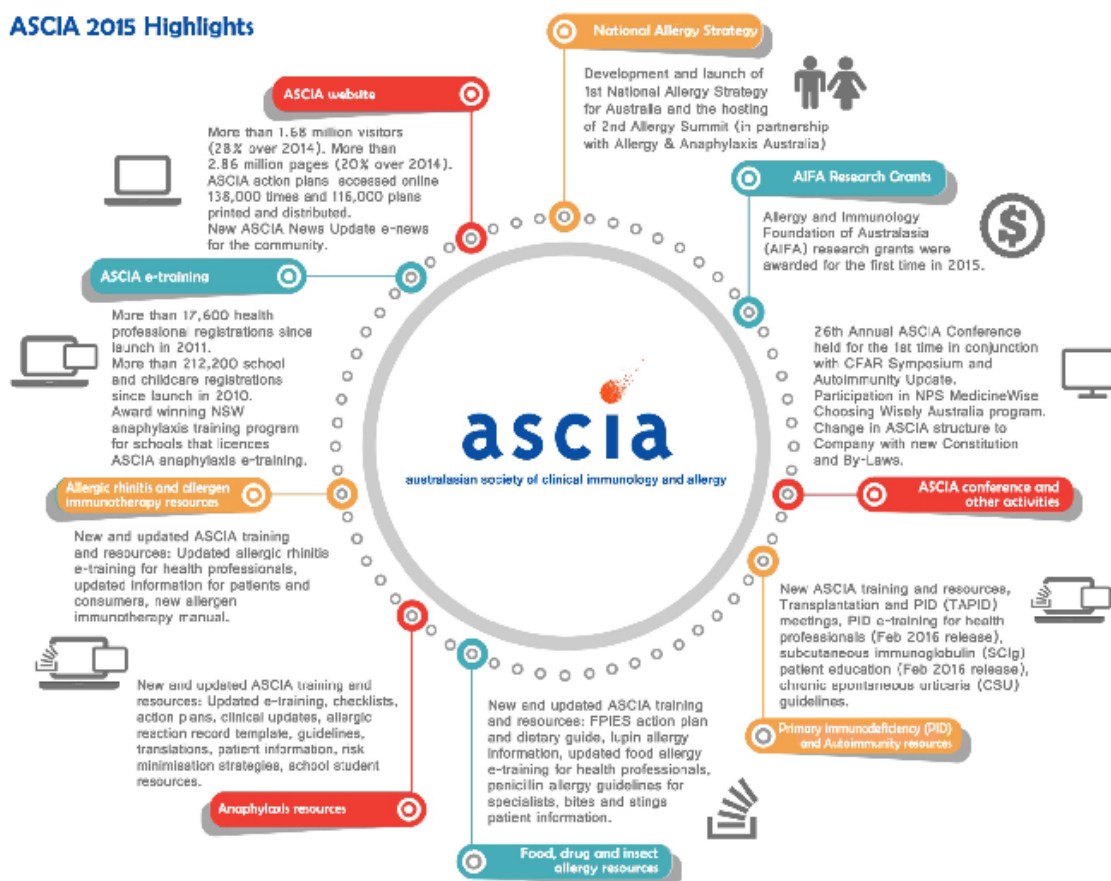 ASCIA 2015 Highlights
National Allergy Strategy
Development and launch of
1st National Allergy Strategy
for Australia and the hosting
of 2nd Allergy Summit (in partnership
with Allergy & Anaphylaxis Australia)
ASCIA website
More than 1.68 million visitors
(28% over 2014). More than
2.86 million pages (20% over 2014).
ASCIA action plans accessed online
138,000 times and 116,000 plans
printed and distributed.
New ASCIA News Update e-news
for the community.
AIFA Research Grants
Allergy and Immunology
Foundation of Australasia
(AIFA) research grants were
awarded for the first time in 2015.
ASCIA e-training
More than 17,600 health
professional registrations since
launch in 2011.
More than 212,200 school
and childcare registrations
since launch in 2010.
Award winning NSW
anaphylaxis training program
for schools that licences
ASCIA anaphylaxis e-training.
26th Annual ASCIA Conference
held for the 1st time in conjunction
with CFAR Symposium and
Autoimmunity Update.
Participation in NPS MedicineWise
Choosing Wisely Australia program.
Change in ASCIA structure to
Company with new Constitution
and By-Laws.
ASCIA conference and
other activities
ascia
australasian society of clinical immunology and allergy
Allergic rhinitis and allergen
immunotherapy resources
New and updated ASCIA training
and resources: Updated allergic rhinitis
e-training for health professionals,
updated information for patients and
consumers, new allergen
immunotherapy manual.
New ASCIA training and resources,
Transplantation and PID (TAPID)
meetings, PID e-training for health
professionals (Feb 2016 release),
subcutaneous immunoglobulin (SCIg)
patient education (Feb 2016 release),
chronic spontaneous urticaria (CSU)
guidelines.
Primary Immunodeficiency (PID)
and Autoimmunity resources
New and updated ASCIA training and
resources: Updated e-training, checklists,
action plans, clinical updates, allergic
reaction record template, guidelines,
translations, patient information, risk
minimisation strategies, school student
resources.
Anaphylaxis resources
New and updated ASCIA training
and resources: FPIES action plan
and dietary guide, lupin allergy
information, updated food allergy
e-training for health professionals,
penicillin allergy guidelines for
specialists, bites and stings
patient information.
Food, drug and insect
allergy resources